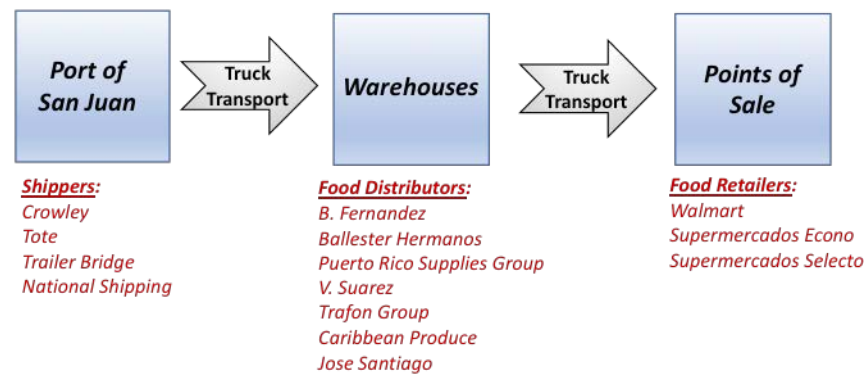 Port of
San Juan
Truck
Transport
Warehouses
Truck
Transport
Points of
Sale
Shippers:
Crowley
Tote
Trailer Bridge
National Shipping
Food Distributors:
B. Fernandez
Ballester Hermanos
Puerto Rico Supplies Group
V. Suarez
Trafon Group
Caribbean Produce
Jose Santiago
Food Retailers:
Walmart
Supermercados Econo
Supermercados Selecto